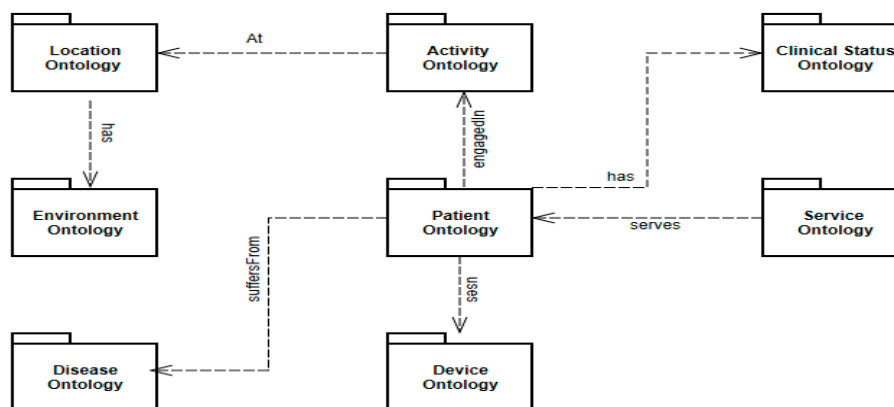 Location
Ontology
At
Activity
Ontology
Clinical Status
Ontology
has
engagedIn
has
Environment
Ontology
Patient
Ontology
serves
Service
Ontology
suffersFrom
uses
Disease
Ontology
Device
Ontology